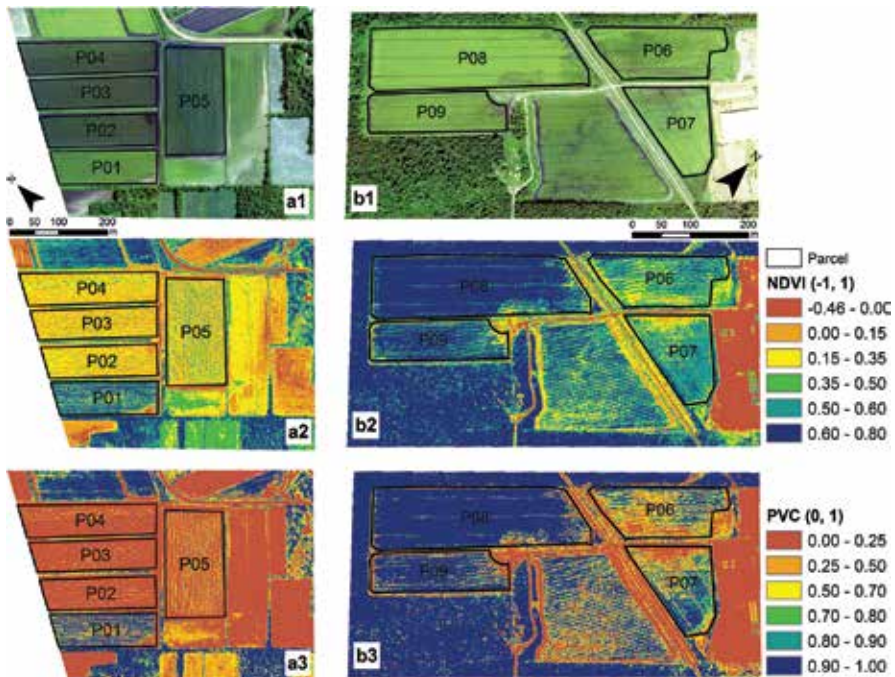 P04
P03
P02
P01
P05
a1
P08
P09
P06
P07
b1
0 50 100 200
m
0 50 100 200
m
P04
P03
P02
P01
P05
a2
P08
P09
P06
P07
b2
Parcel
NDVI (-1, 1)
-0.46 - 0.00
0.00 - 0.15
0.15 - 0.35
0.35 - 0.50
0.50 - 0.60
0.60 - 0.80
P04
P03
P02
P01
P05
a3
P08
P09
P06
P07
b3
PVC (0, 1)
0.00 - 0.25
0.25 - 0.50
0.50 - 0.70
0.70 - 0.80
0.80 - 0.90
0.90 - 1.00